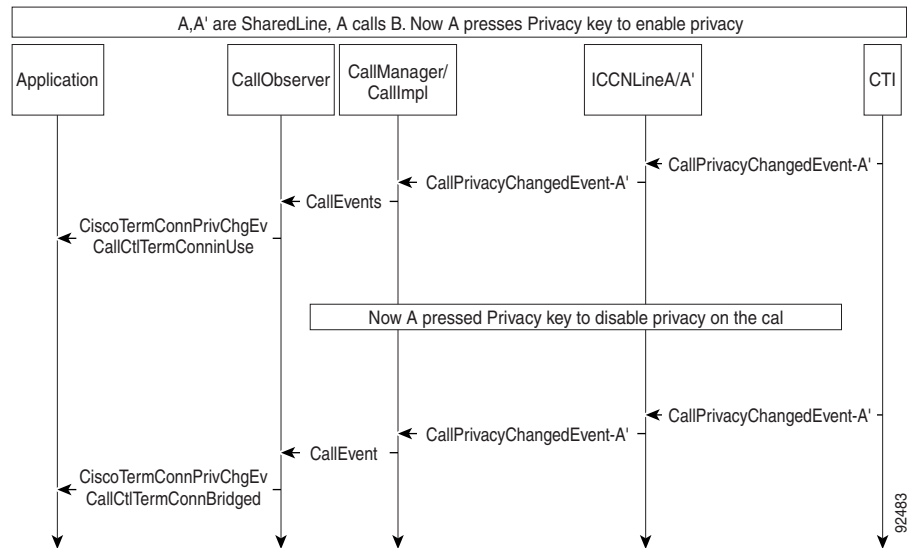 A,A' are SharedLine, A calls B. Now A presses Privacy key to enable privacy
Application
CallObserver
CallManager/
CallImpl
ICCNLineA/A'
CTI
CallPrivacyChangedEvent-A'
CallPrivacyChangedEvent-A'
CallEvents
CiscoTermConnPrivChgEv
CallCtlTermConninUse
Now A pressed Privacy key to disable privacy on the cal
CallPrivacyChangedEvent-A'
CallPrivacyChangedEvent-A'
CallEvent
CiscoTermConnPrivChgEv
CallCtlTermConnBridged
92483